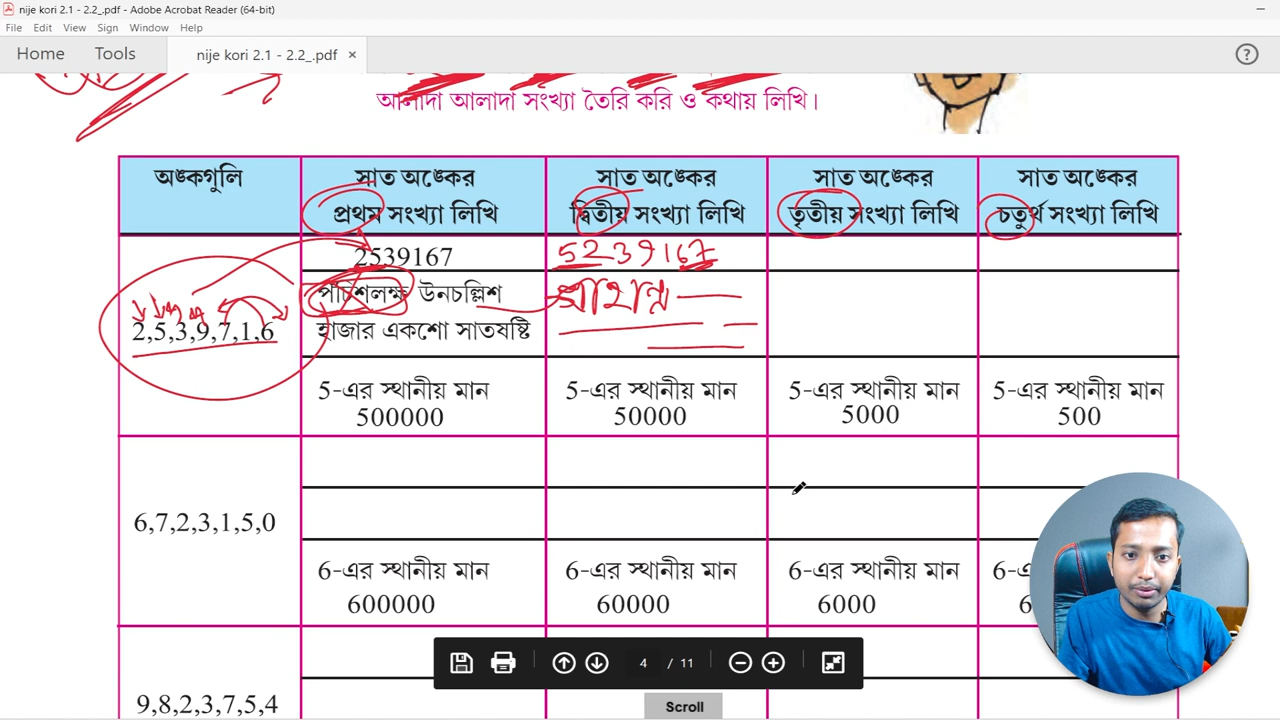 nije kori 2.1 - 2.2_.pdf - Adobe Acrobat Reader (64-bit)
File Edit View Sign Window Help
Home Tools nije kori 2.1 - 2.2_.pdf × ?
আলাদা আলাদা সংখ্যা তৈরি করি ও কথায় লিখি।
অঙ্কগুলি
সাত অঙ্কের
প্রথম সংখ্যা লিখি
সাত অঙ্কের
দ্বিতীয় সংখ্যা লিখি
সাত অঙ্কের
তৃতীয় সংখ্যা লিখি
সাত অঙ্কের
চতুর্থ সংখ্যা লিখি
2,5,3,9,7,1,6
2539167
পঁচিশলক্ষ উনচল্লিশ
হাজার একশো সাতষষ্টি
5239167
বাহান্ন
5-এর স্থানীয় মান
500000
5-এর স্থানীয় মান
50000
5-এর স্থানীয় মান
5000
5-এর স্থানীয় মান
500
6,7,2,3,1,5,0
6-এর স্থানীয় মান
600000
6-এর স্থানীয় মান
60000
6-এর স্থানীয় মান
6000
9,8,2,3,7,5,4
4 / 11
Scroll